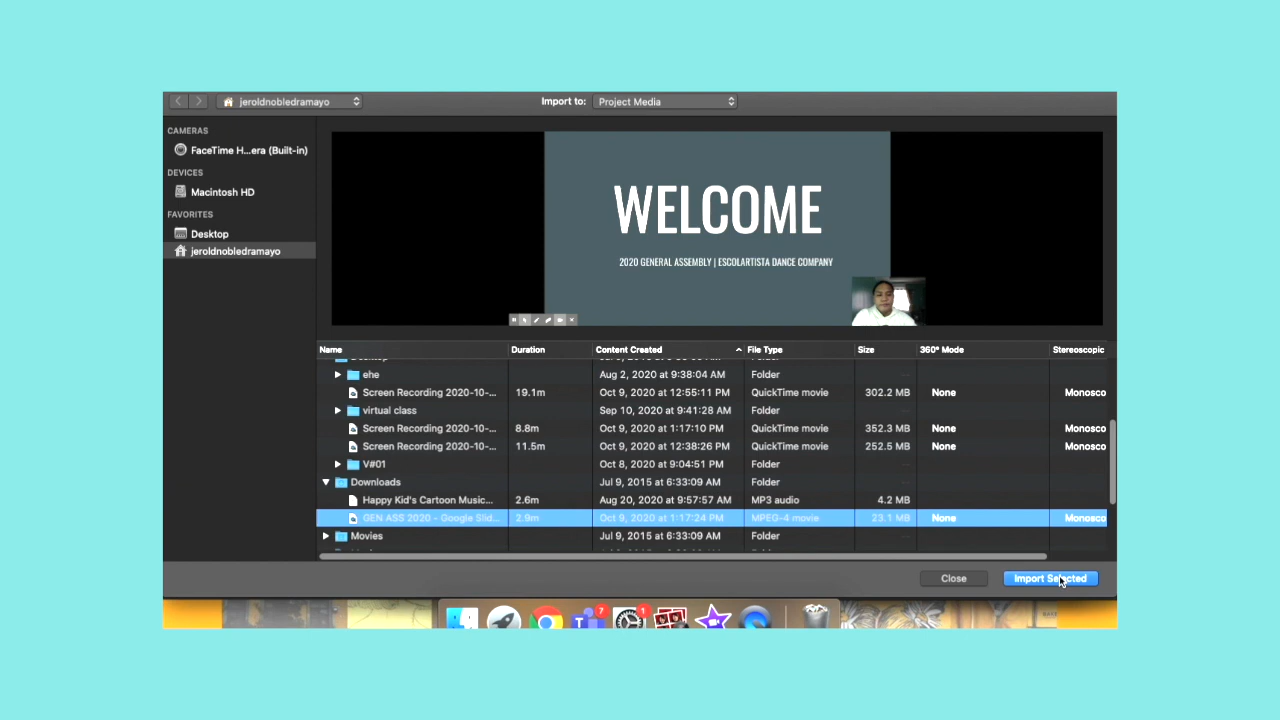 jeroldnobledramayo Import to: Project Media
CAMERAS
FaceTime H...era (Built-in)
DEVICES
Macintosh HD
FAVORITES
Desktop
jeroldnobledramayo
WELCOME
2020 GENERAL ASSEMBLY | ESCOLARTISTA DANCE COMPANY
Name Duration Content Created File Type Size 360° Mode Stereoscopic
ehe Aug 2, 2020 at 9:38:04 AM Folder --
Screen Recording 2020-10-... 19.1m Oct 9, 2020 at 12:55:11 PM QuickTime movie 302.2 MB None Monosco
virtual class Sep 10, 2020 at 9:41:28 AM Folder --
Screen Recording 2020-10-... 8.8m Oct 9, 2020 at 1:17:10 PM QuickTime movie 352.3 MB None Monosco
Screen Recording 2020-10-... 11.5m Oct 9, 2020 at 12:38:26 PM QuickTime movie 252.5 MB None Monosco
V#01 Oct 8, 2020 at 9:04:51 PM Folder --
Downloads Jul 9, 2015 at 6:33:09 AM Folder --
Happy Kid's Cartoon Music... 2.6m Aug 20, 2020 at 9:57:57 AM MP3 audio 4.2 MB
GEN ASS 2020 - Google Slid... 2.9m Oct 9, 2020 at 1:17:24 PM MPEG-4 movie 23.1 MB None Monosco
Movies Jul 9, 2015 at 6:33:09 AM Folder --
Close Import Selected
7 1